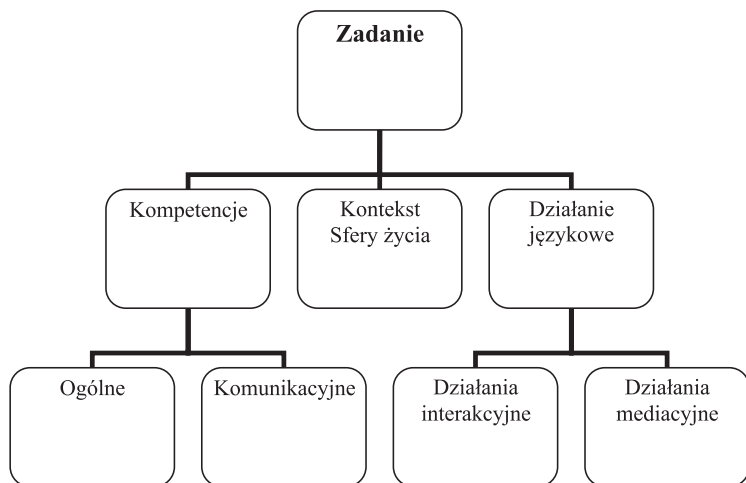 Zadanie
Kompetencje
Kontekst
Sfery życia
Działanie
językowe
Ogólne
Komunikacyjne
Działania
interakcyjne
Działania
mediacyjne